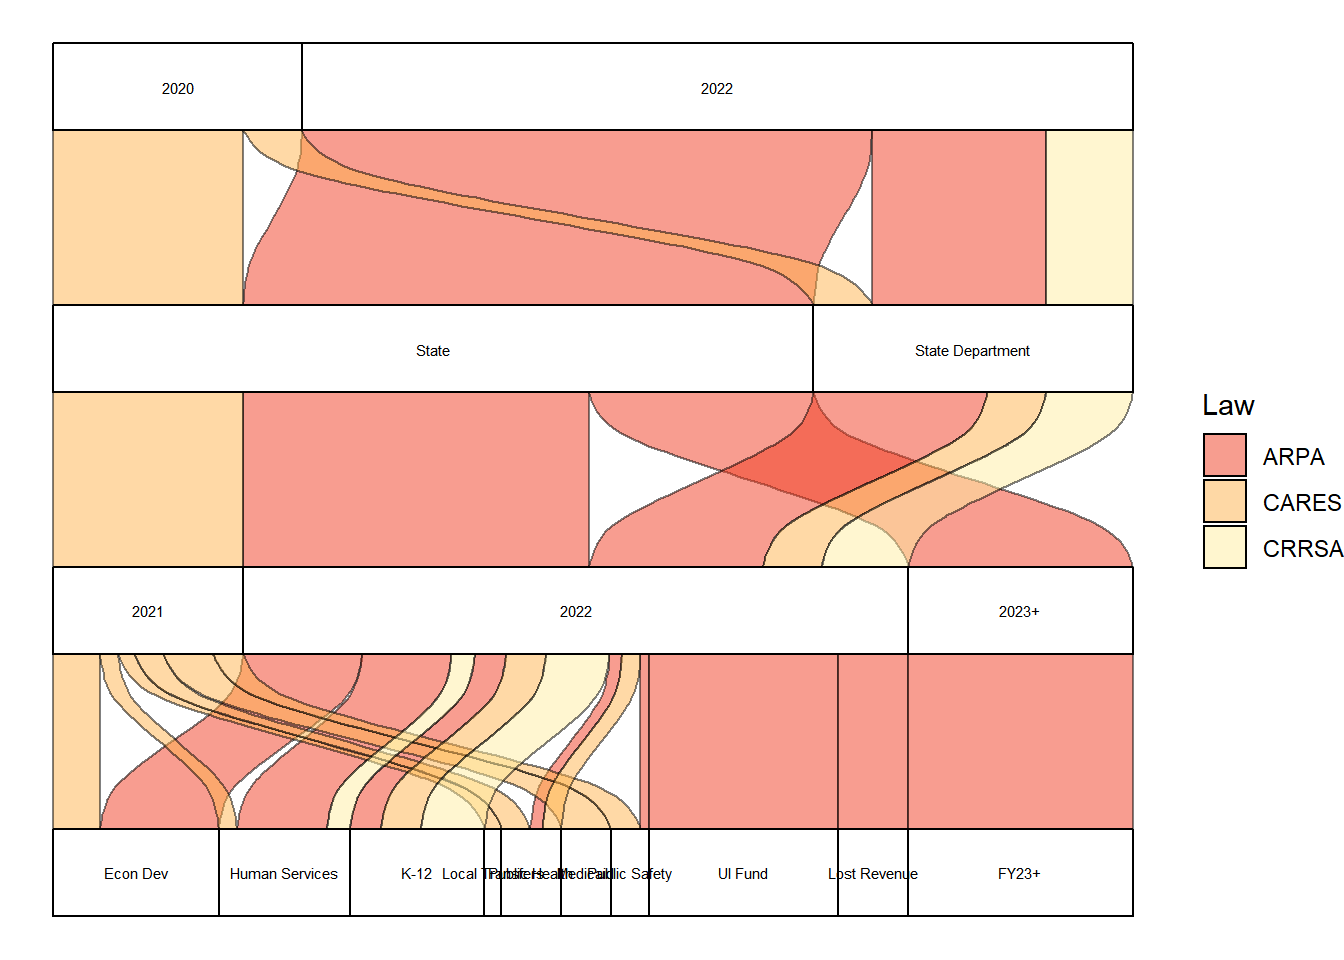 2020
2022
State
State Department
Law
ARPA
CARES
CRRSA
2021
2022
2023+
Econ Dev
Human Services
K-12
Local Transfers
Public Health
Medicaid
Public Safety
UI Fund
Lost Revenue
FY23+